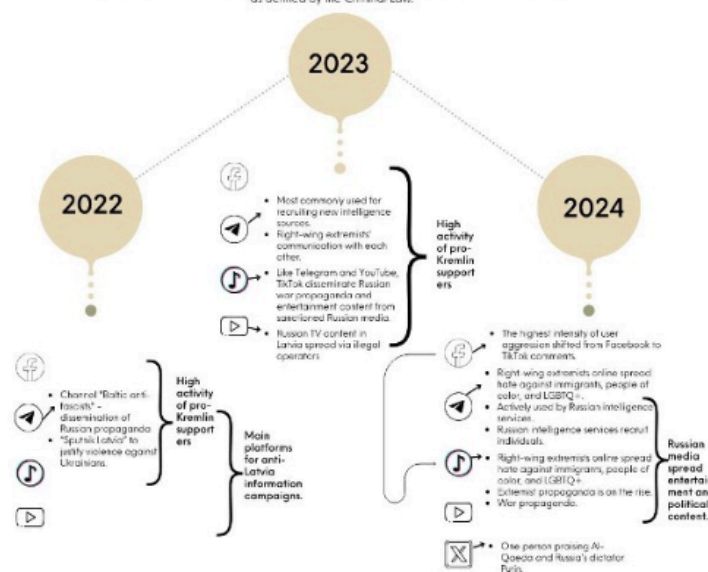 as defined by the Criminal Law.
2023
2022
2024
• Most commonly used for
recruiting new intelligence
sources.
• Right-wing extremists'
communication with each
other.
• Like Telegram and YouTube,
TikTok disseminate Russian
war propaganda and
entertainment content from
sanctioned Russian media.
• Russian TV content in
Latvia spread via illegal
operators
High
activity
of pro-
Kremlin
support
ers
• Channel "Baltic anti-
fascists" -
dissemination of
Russian propaganda
• "Sputnik Latvia" to
justify violence against
Ukrainians.
High
activity
of pro-
Kremlin
support
ers
Main
platforms
for anti-
Latvia
information
campaigns.
• The highest intensity of user
aggression shifted from Facebook to
TikTok comments.
• Right-wing extremists online spread
hate against immigrants, people of
color, and LGBTQ+.
• Actively used by Russian intelligence
services.
• Russian intelligence services recruit
individuals.
• Right-wing extremists online spread
hate against immigrants, people of
color, and LGBTQ+
• Extremist propaganda is on the rise.
• War propaganda.
Russian
media
spread
entertai
ment an
political
content.
• One person praising Al-
Qaeda and Russia's dictator
Putin.